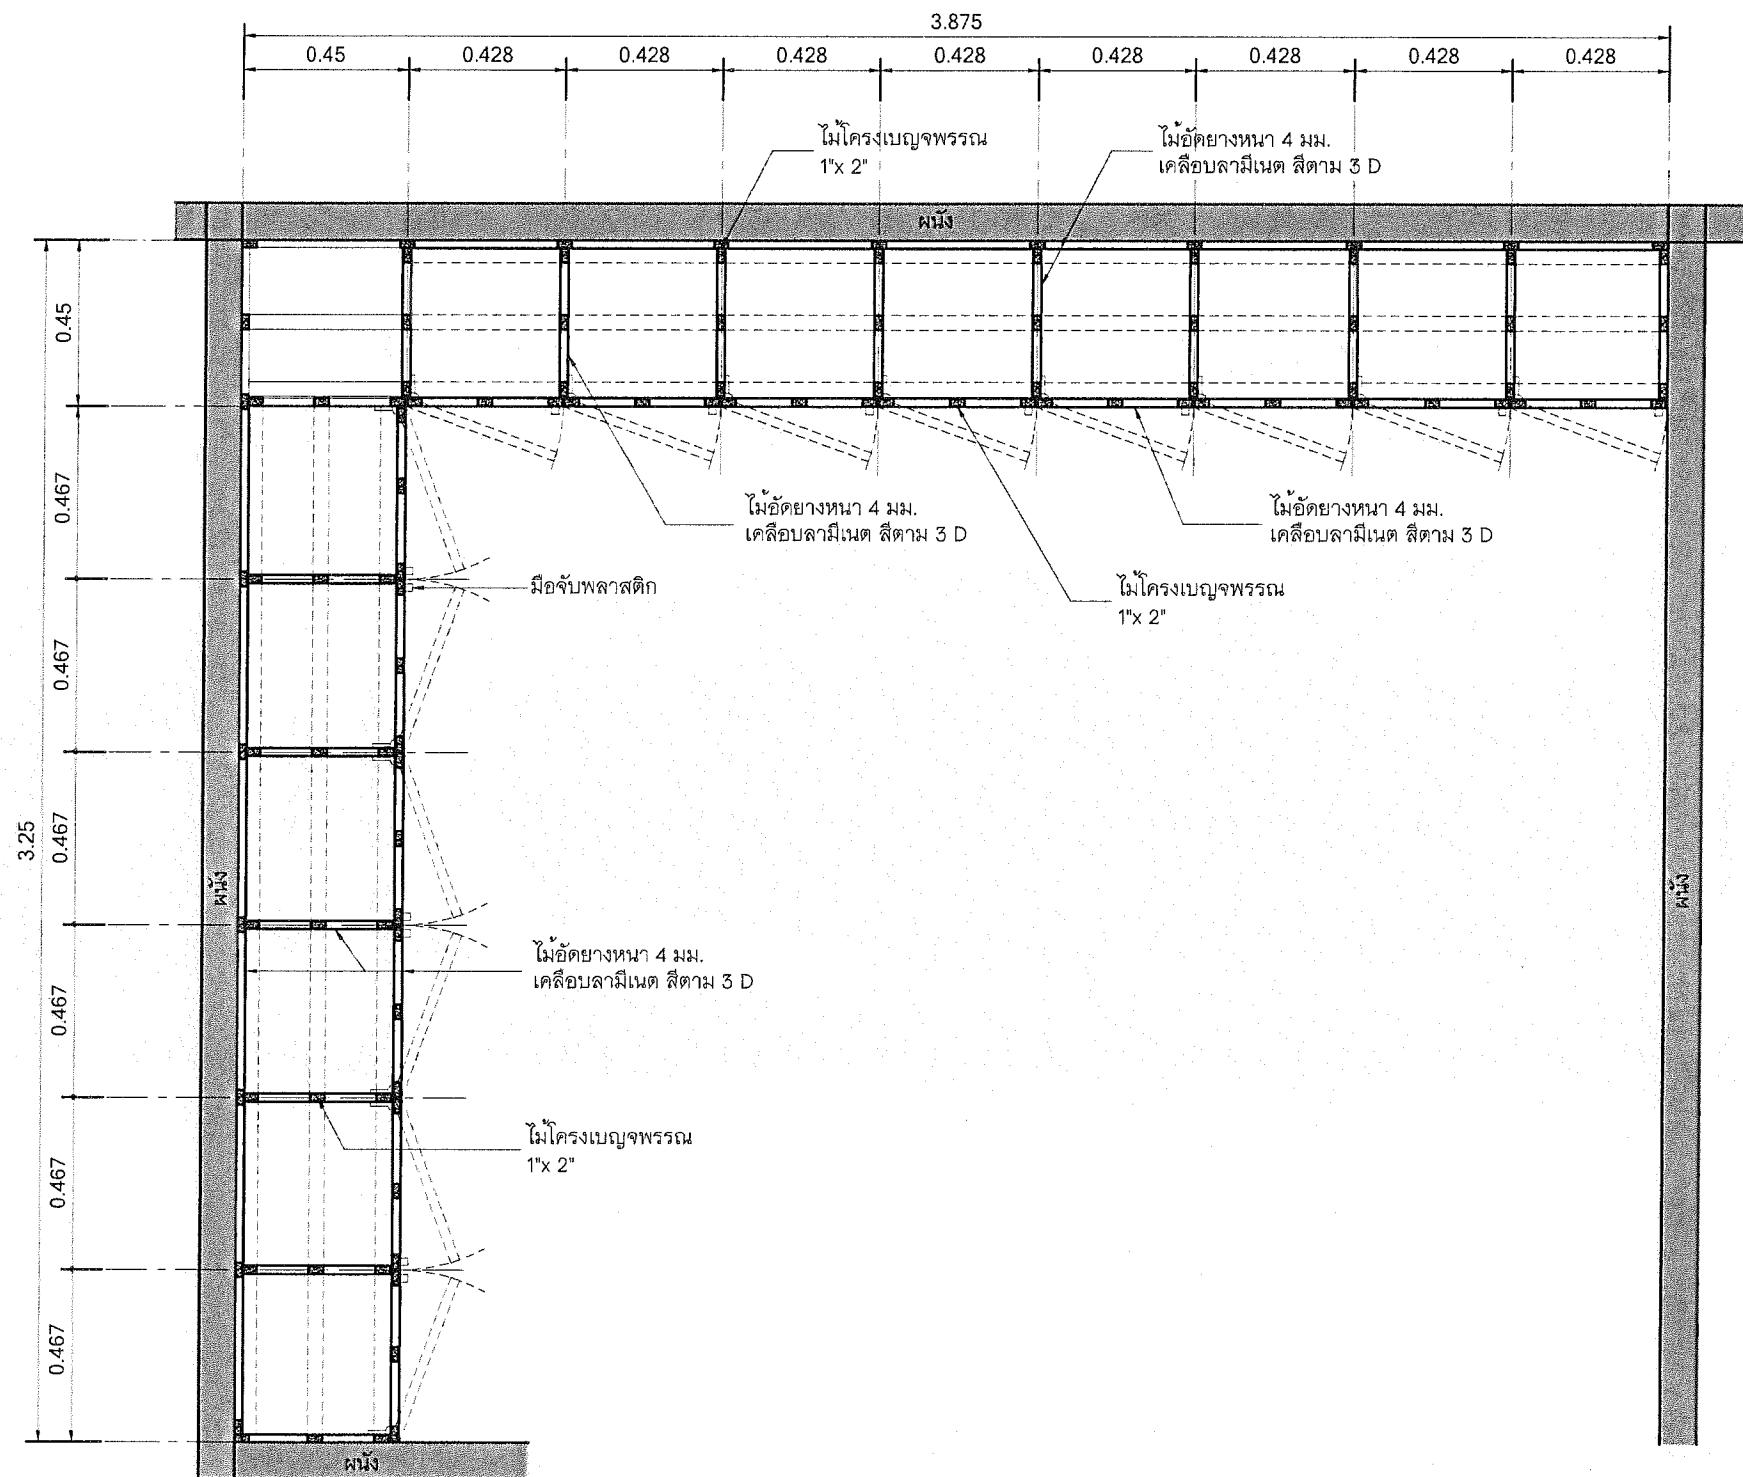 3.875
0.45 0.428 0.428 0.428 0.428 0.428 0.428 0.428 0.428
ไม้โครงเบญจพรรณ
1"x 2"
ไม้อัดยางหนา 4 มม.
เคลือบลามีเนต สีตาม 3 D
ผนัง
0.45
0.467
ไม้อัดยางหนา 4 มม.
เคลือบลามีเนต สีตาม 3 D
ไม้อัดยางหนา 4 มม.
เคลือบลามีเนต สีตาม 3 D
มือจับพลาสติก
ไม้โครงเบญจพรรณ
1"x 2"
0.467
3.25
0.467
ผนัง
ผนัง
ไม้อัดยางหนา 4 มม.
เคลือบลามีเนต สีตาม 3 D
0.467
ไม้โครงเบญจพรรณ
1"x 2"
0.467
0.467
ผนัง